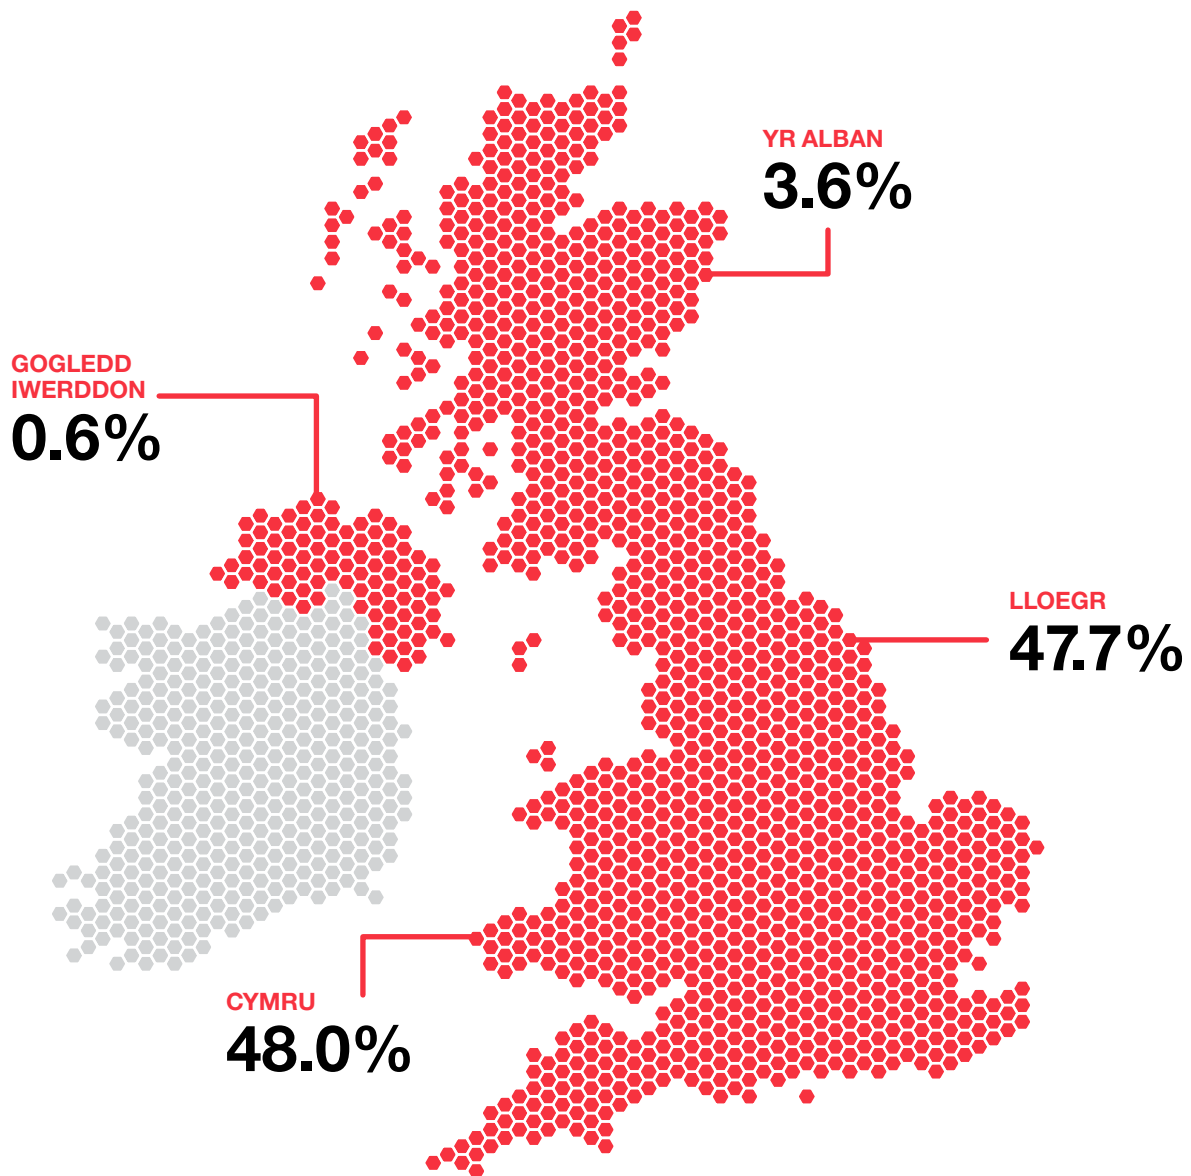 YR ALBAN
3.6%
GOGLEDD
IWERDDON
0.6%
LLOEGR
47.7%
CYMRU
48.0%